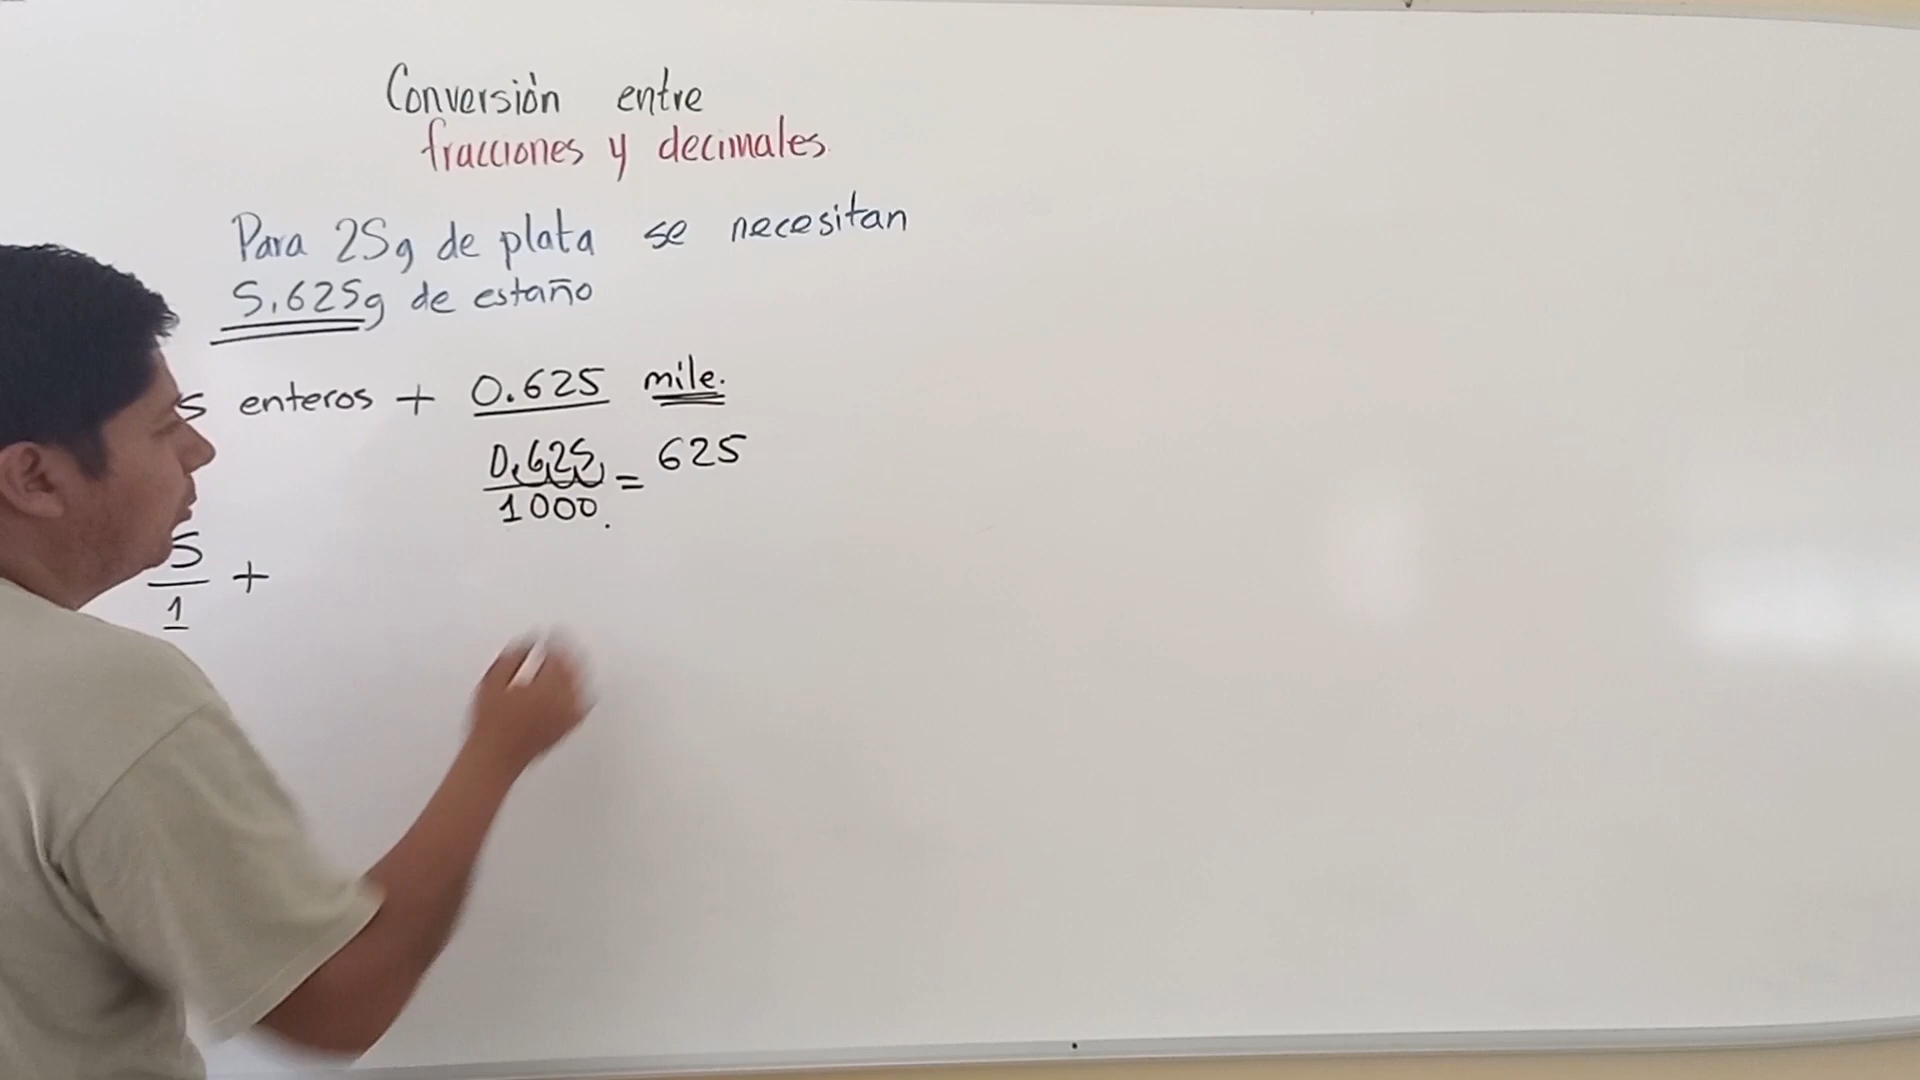 Conversión entre
fracciones y decimales
Para 25g de plata se necesitan
5.625g de estaño
5 enteros + 0.625 mile.
0.625
1000. = 625
5
1 +